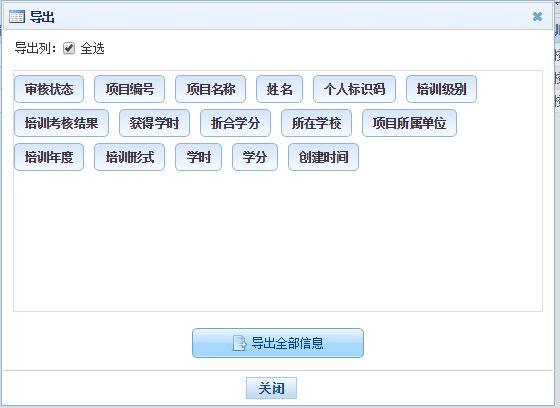 导出
导出列: 全选
审核状态 项目编号 项目名称 姓名 个人标识码 培训级别
培训考核结果 获得学时 折合学分 所在学校 项目所属单位
培训年度 培训形式 学时 学分 创建时间
导出全部信息
关闭